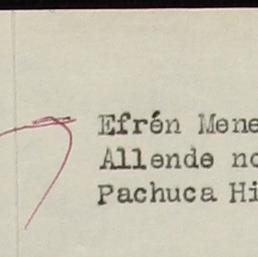 Efrén Mene
Allende no
Pachuca Hi